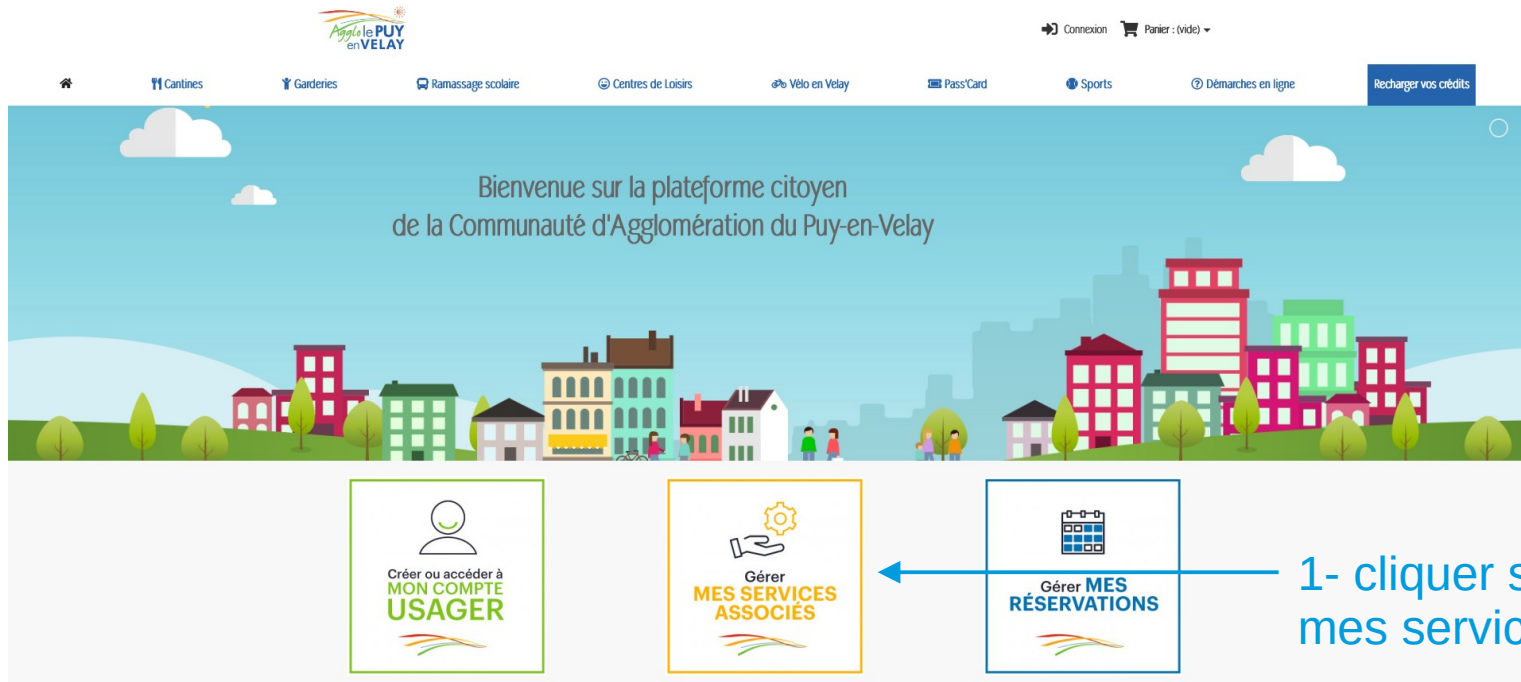 Agglo le PUY
en VELAY
Connexion Panier : (vide)
Cantines Garderies Ramassage scolaire Centres de Loisirs Vélo en Velay Pass'Card Sports Démarches en ligne Recharger vos crédits
Bienvenue sur la plateforme citoyen
de la Communauté d'Agglomération du Puy-en-Velay
Créer ou accéder à
MON COMPTE
USAGER
Gérer
MES SERVICES
ASSOCIÉS
Gérer MES
RÉSERVATIONS
1- cliquer
mes